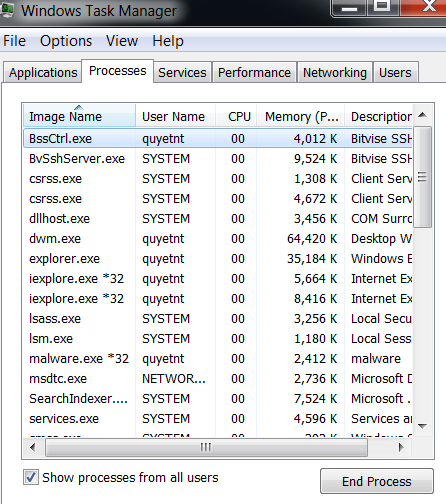 Windows Task Manager
File Options View Help
Applications Processes Services Performance Networking Users
Image Name User Name CPU Memory (P... Description
BssCtrl.exe quyetnt 00 4,012 K Bitvise SSH
BvSshServer.exe SYSTEM 00 9,524 K Bitvise SSH
csrss.exe SYSTEM 00 1,308 K Client Serv
csrss.exe SYSTEM 00 4,672 K Client Serv
dllhost.exe SYSTEM 00 3,456 K COM Surro
dwm.exe quyetnt 00 64,420 K Desktop W
explorer.exe quyetnt 00 35,184 K Windows E
iexplore.exe *32 quyetnt 00 5,664 K Internet Ex
iexplore.exe *32 quyetnt 00 8,416 K Internet Ex
lsass.exe SYSTEM 00 3,256 K Local Secu
lsm.exe SYSTEM 00 1,180 K Local Sess
malware.exe *32 quyetnt 00 2,412 K malware
msdtc.exe NETWOR... 00 2,736 K Microsoft D
SearchIndexer.... SYSTEM 00 7,524 K Microsoft .
services.exe SYSTEM 00 4,596 K Services a
Show processes from all users
End Process